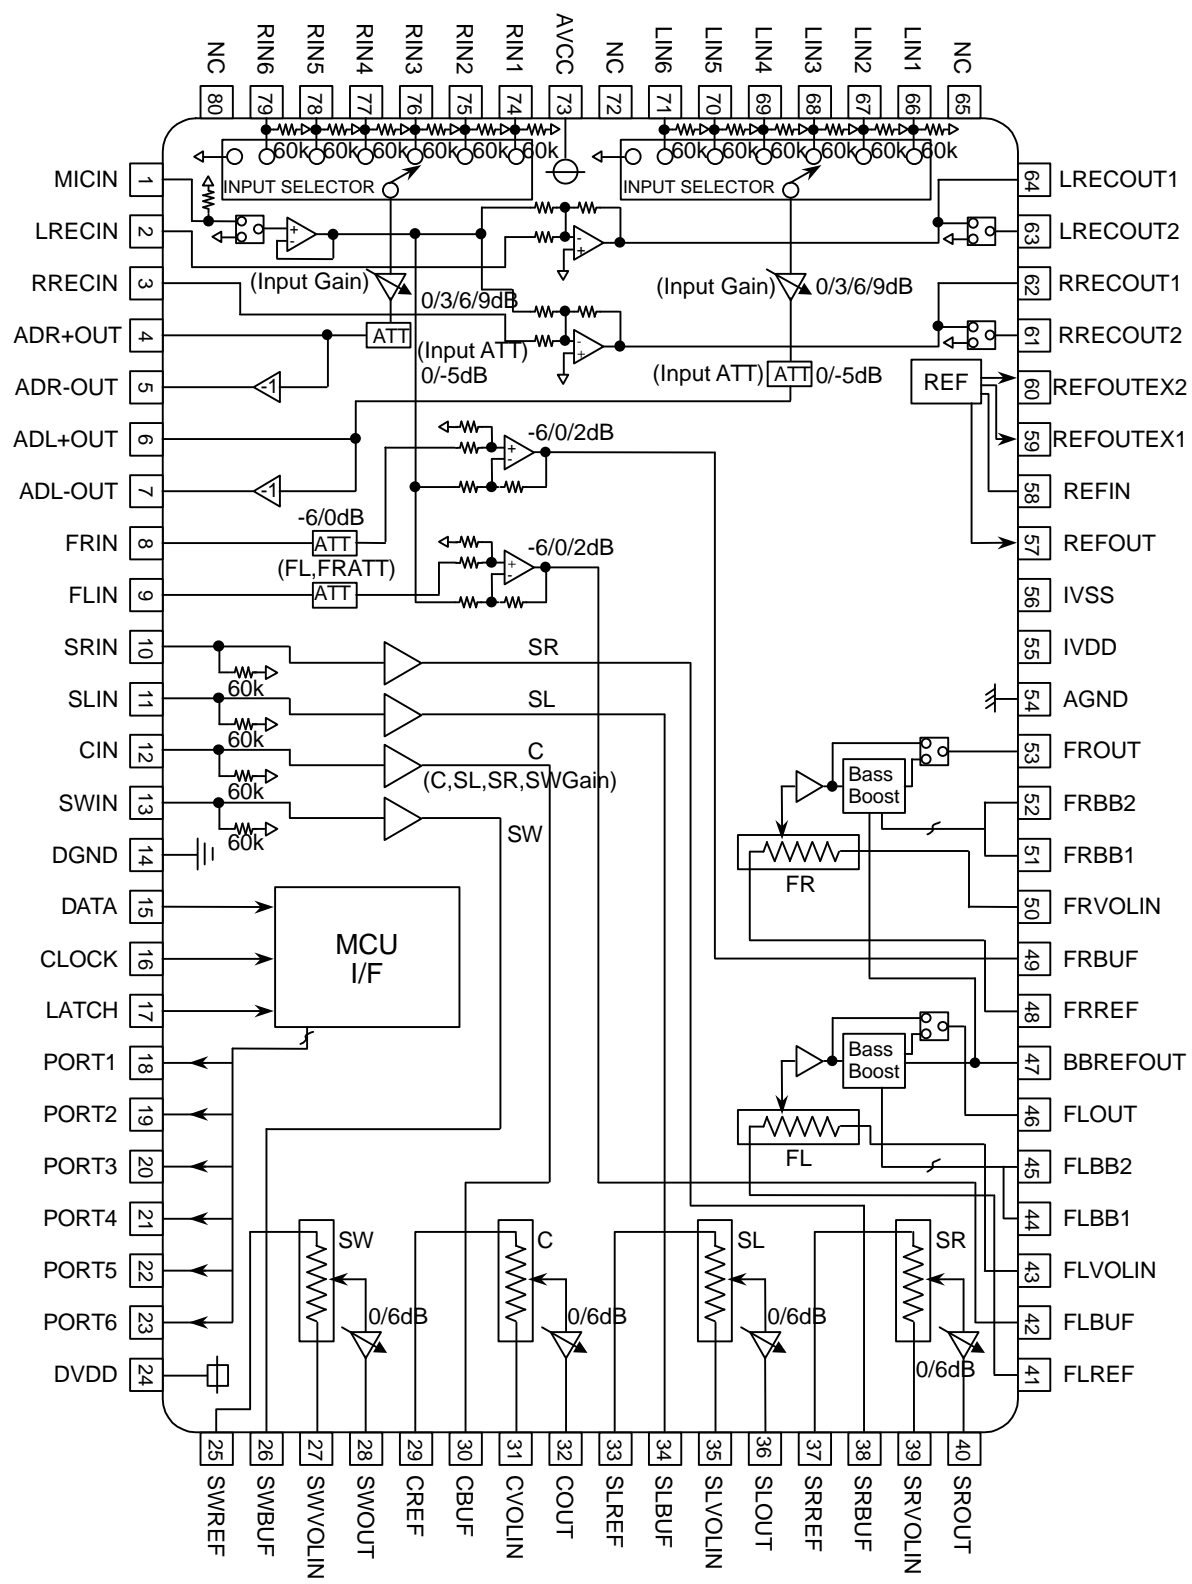 NC
RIN6
RIN5
RIN4
RIN3
RIN2
RIN1
AVCC
NC
LIN6
LIN5
LIN4
LIN3
LIN2
LIN1
NC
80
79
78
77
76
75
74
73
72
71
70
69
68
67
66
65
60k
60k
60k
60k
60k
60k
60k
60k
60k
60k
60k
60k
INPUT SELECTOR
INPUT SELECTOR
MICIN 1
LRECIN 2
RRECIN 3
ADR+OUT 4
ADR-OUT 5
ADL+OUT 6
ADL-OUT 7
FRIN 8
FLIN 9
SRIN 10
SLIN 11
CIN 12
SWIN 13
DGND 14
DATA 15
CLOCK 16
LATCH 17
PORT1 18
PORT2 19
PORT3 20
PORT4 21
PORT5 22
PORT6 23
DVDD 24
64 LRECOUT1
63 LRECOUT2
62 RRECOUT1
61 RRECOUT2
60 REFOUTEX2
59 REFOUTEX1
58 REFIN
57 REFOUT
56 IVSS
55 IVDD
54 AGND
53 FROUT
52 FRBB2
51 FRBB1
50 FRVOLIN
49 FRBUF
48 FRREF
47 BBREFOUT
46 FLOUT
45 FLBB2
44 FLBB1
43 FLVOLIN
42 FLBUF
41 FLREF
+
-
-
+
(Input Gain)
0/3/6/9dB
(Input Gain)
0/3/6/9dB
ATT
(Input ATT)
0/-5dB
-
+
(Input ATT)
ATT
0/-5dB
REF
-1
-1
-6/0/2dB
+
-
-6/0dB
ATT
(FL,FRATT)
ATT
-6/0/2dB
+
-
SR
60k
SL
60k
C
(C,SL,SR,SWGain)
60k
SW
60k
MCU
I/F
Bass
Boost
FR
Bass
Boost
FL
SW
0/6dB
C
0/6dB
SL
0/6dB
SR
0/6dB
25
26
27
28
29
30
31
32
33
34
35
36
37
38
39
40
SWREF
SWBUF
SWVOLIN
SWOUT
CREF
CBUF
CVOLIN
COUT
SLREF
SLBUF
SLVOLIN
SLOUT
SRREF
SRBUF
SRVOLIN
SROUT